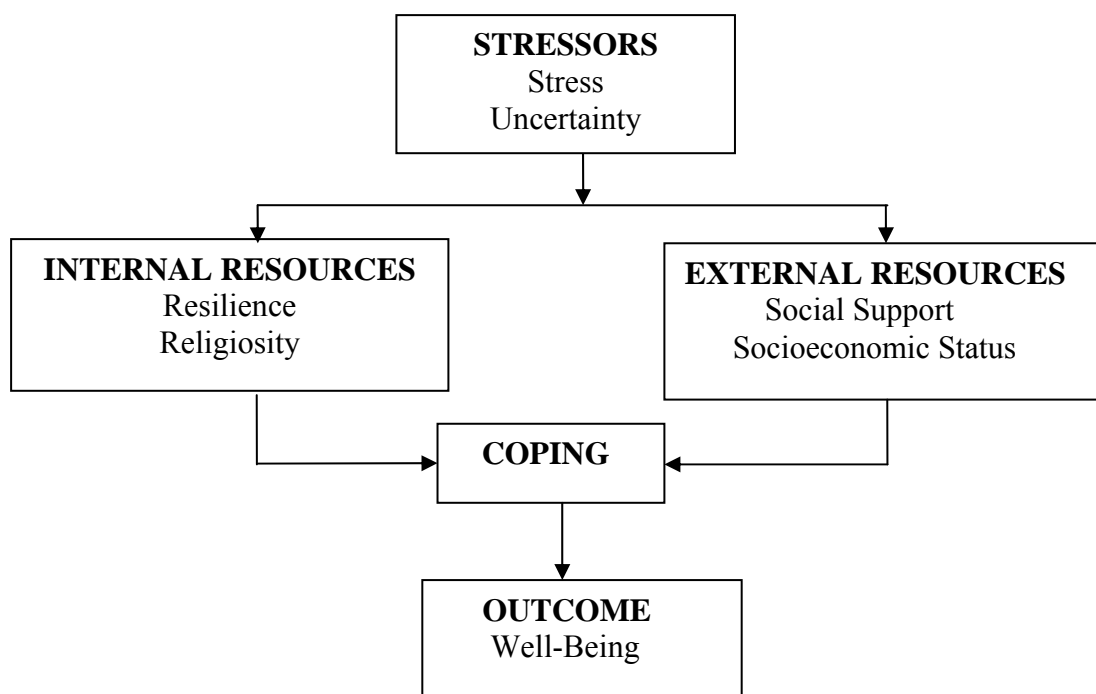 STRESSORS
Stress
Uncertainty
INTERNAL RESOURCES
Resilience
Religiosity
EXTERNAL RESOURCES
Social Support
Socioeconomic Status
COPING
OUTCOME
Well-Being